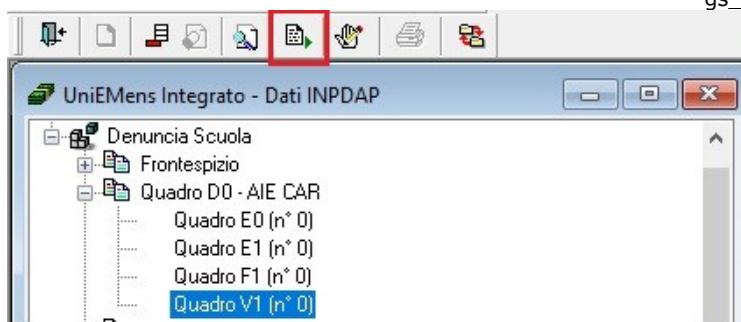 gs_
UniEMens Integrato - Dati INPDAP
Denuncia Scuola
Frontespizio
Quadro D0 - AIE CAR
Quadro E0 (n° 0)
Quadro E1 (n° 0)
Quadro F1 (n° 0)
Quadro V1 (n° 0)